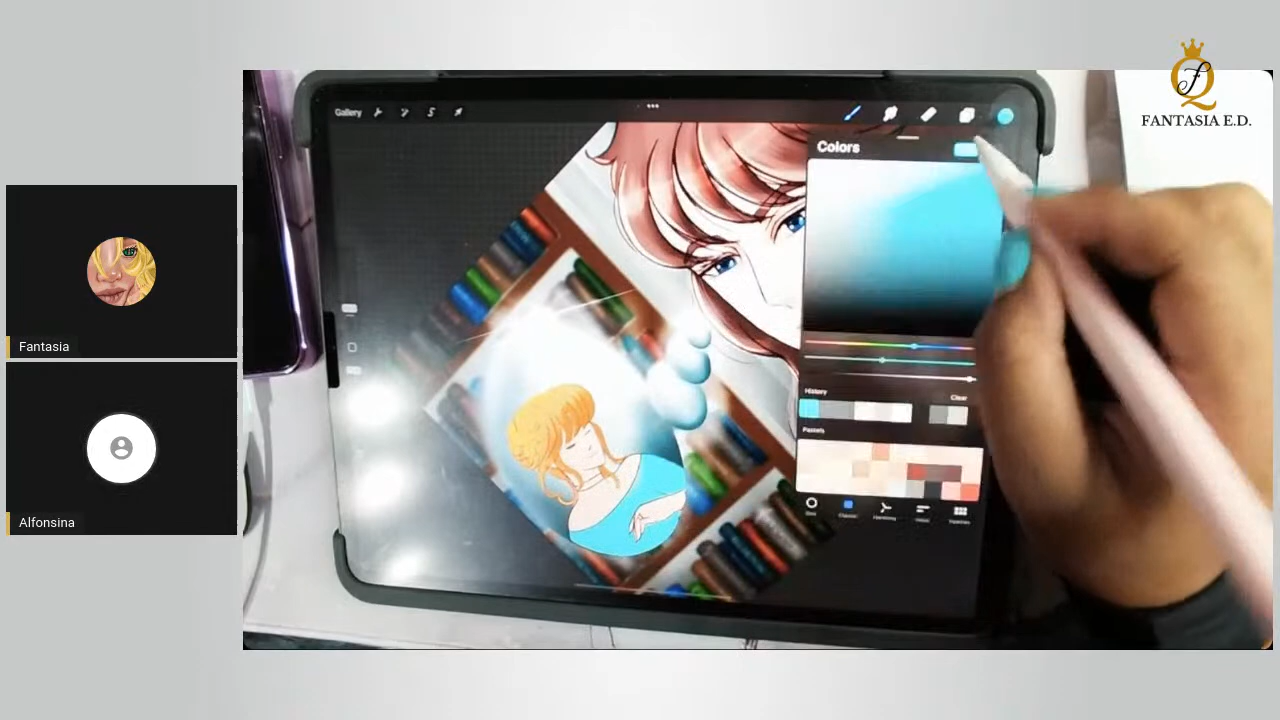 FANTASIA E.D.
Gallery
Colors
History
Clear
Pastels
Fantasia
Alfonsina